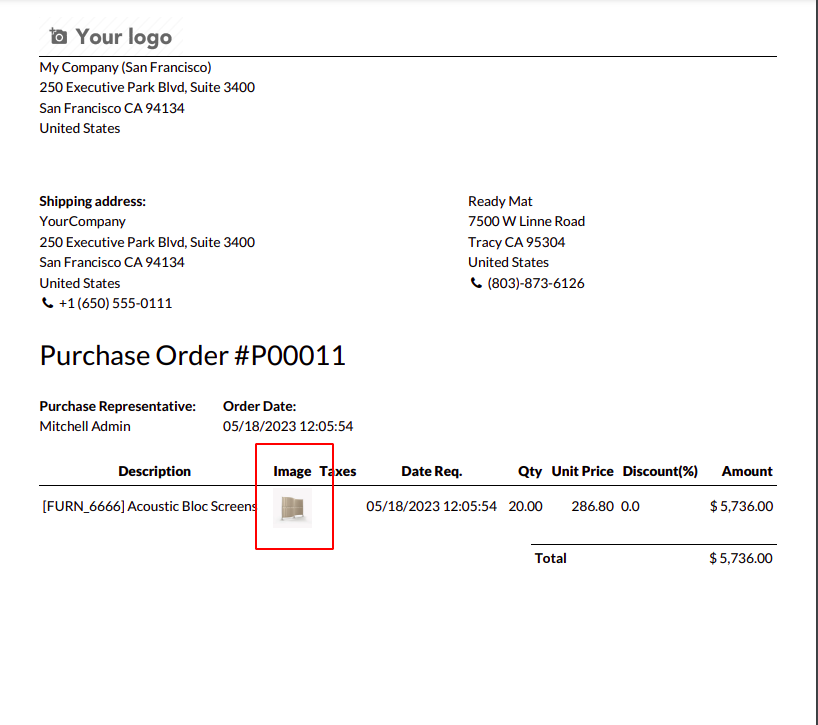 Your logo
My Company (San Francisco)
250 Executive Park Blvd, Suite 3400
San Francisco CA 94134
United States
Shipping address:
YourCompany
250 Executive Park Blvd, Suite 3400
San Francisco CA 94134
United States
+1 (650) 555-0111
Ready Mat
7500 W Linne Road
Tracy CA 95304
United States
(803)-873-6126
Purchase Order #P00011
Purchase Representative: Order Date:
Mitchell Admin 05/18/2023 12:05:54
Description Image Taxes Date Req. Qty Unit Price Discount(%) Amount
[FURN_6666] Acoustic Bloc Screens 05/18/2023 12:05:54 20.00 286.80 0.0 $ 5,736.00
Total $ 5,736.00